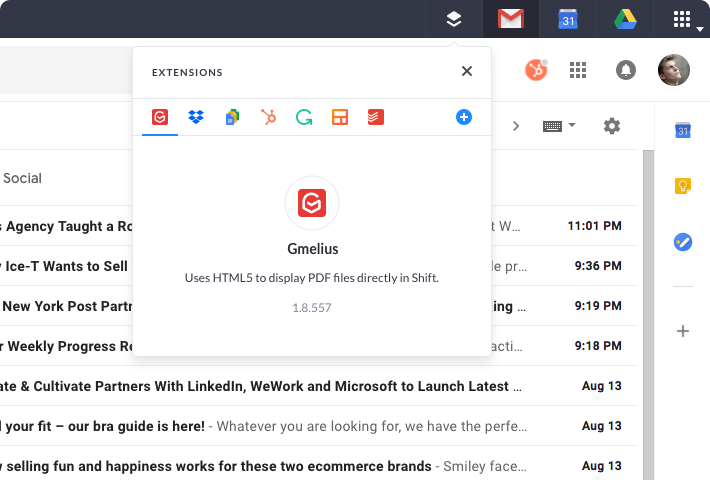 31
EXTENSIONS
31
Social
Gmelius
Uses HTML5 to display PDF files directly in Shift.
1.8.557
s Agency Taught a Ro
t W… 11:01 PM
y Ice-T Wants to Sell
le pr… 9:36 PM
New York Post Partn
ing … 9:19 PM
r Weekly Progress Re
acti… 9:18 PM
ate & Cultivate Partners With LinkedIn, WeWork and Microsoft to Launch Latest … Aug 13
l your fit – our bra guide is here! - Whatever you are looking for, we have the perfe… Aug 13
w selling fun and happiness works for these two ecommerce brands - Smiley face… Aug 13